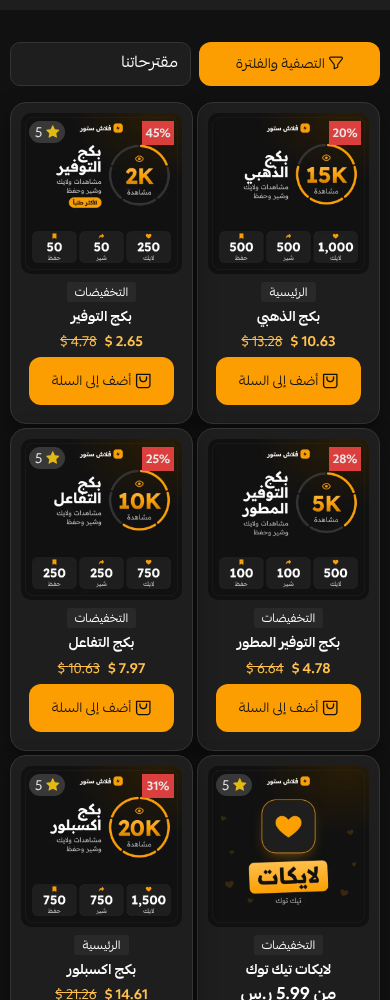 التصفية والفلترة
مقترحاتنا
20%
فلاش ستور
بكج
الذهبي
مشاهدات ولايك
وشير وحفظ
15K
مشاهدة
1,000
لايك
500
شير
500
حفظ
الرئيسية
بكج الذهبي
$ 10.63 $ 13.28
أضف إلى السلة
45%
فلاش ستور
5
بكج
التوفير
مشاهدات ولايك
وشير وحفظ
الأكثر طلباً
2K
مشاهدة
250
لايك
50
شير
50
حفظ
التخفيضات
بكج التوفير
$ 2.65 $ 4.78
أضف إلى السلة
28%
فلاش ستور
بكج
التوفير
المطور
مشاهدات ولايك
وشير وحفظ
5K
مشاهدة
500
لايك
100
شير
100
حفظ
التخفيضات
بكج التوفير المطور
$ 4.78 $ 6.64
أضف إلى السلة
25%
فلاش ستور
5
بكج
التفاعل
مشاهدات ولايك
وشير وحفظ
10K
مشاهدة
750
لايك
250
شير
250
حفظ
التخفيضات
بكج التفاعل
$ 7.97 $ 10.63
أضف إلى السلة
فلاش ستور
5
لايكات
تيك توك
التخفيضات
لايكات تيك توك
من 5.99 ر.س
31%
فلاش ستور
5
بكج
اكسبلور
مشاهدات ولايك
وشير وحفظ
20K
مشاهدة
1,500
لايك
750
شير
750
حفظ
الرئيسية
بكج اكسبلور
$ 14.61 $ 21.26